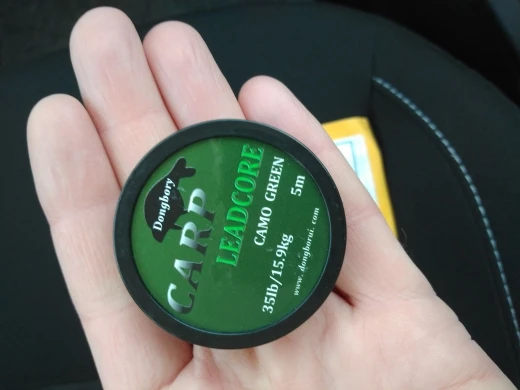 Dongbory
CARP
LEADCORE
CAMO GREEN
5m
35lb/15.9kg
www.dongborui.com